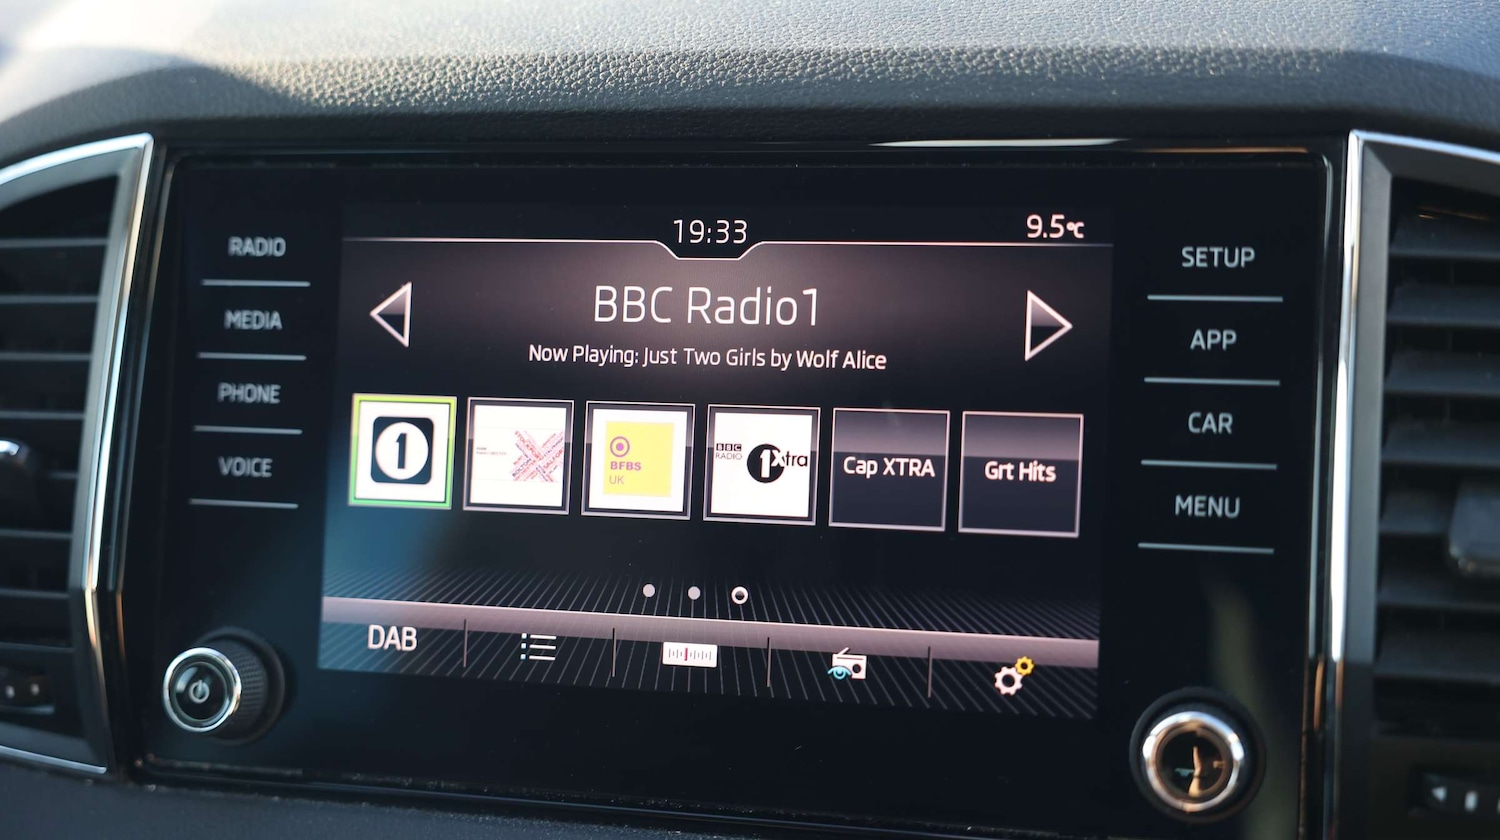 19:33
9.5°C
RADIO
MEDIA
PHONE
VOICE
BBC Radio1
Now Playing: Just Two Girls by Wolf Alice
1
BFBS
UK
BBC
RADIO
1Xtra
Cap XTRA
Grt Hits
DAB
SETUP
APP
CAR
MENU